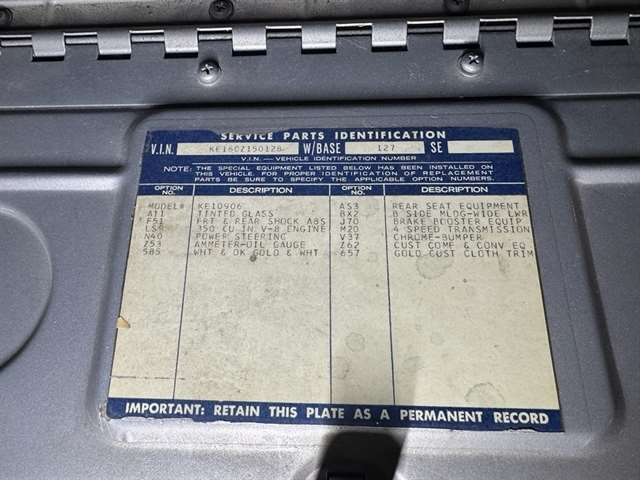 SERVICE PARTS IDENTIFICATION
V.I.N. KE180Z150128 W/BASE 127 SE
V.I.N. — VEHICLE IDENTIFICATION NUMBER
NOTE: THE SPECIAL EQUIPMENT LISTED BELOW HAS BEEN INSTALLED ON THIS VEHICLE. FOR PROPER IDENTIFICATION OF REPLACEMENT PARTS BE SURE TO SPECIFY THE APPLICABLE OPTION NUMBERS.
OPTION NO. DESCRIPTION OPTION NO. DESCRIPTION
MODEL# KE10906 AS3 REAR SEAT EQUIPMENT
A11 TINTED GLASS BX2 B SIDE MLDG-WIDE LWR
F51 FRT & REAR SHOCK ABS J70 BRAKE BOOSTER EQUIP
LS9 350 CU IN V-8 ENGINE M20 4 SPEED TRANSMISSION
N40 POWER STEERING V37 CHROME-BUMPER
Z53 AMMETER-OIL GAUGE Z62 CUST COMF & CONV EQ
585 WHT & DK GOLD & WHT 657 GOLD CUST CLOTH TRIM
IMPORTANT: RETAIN THIS PLATE AS A PERMANENT RECORD